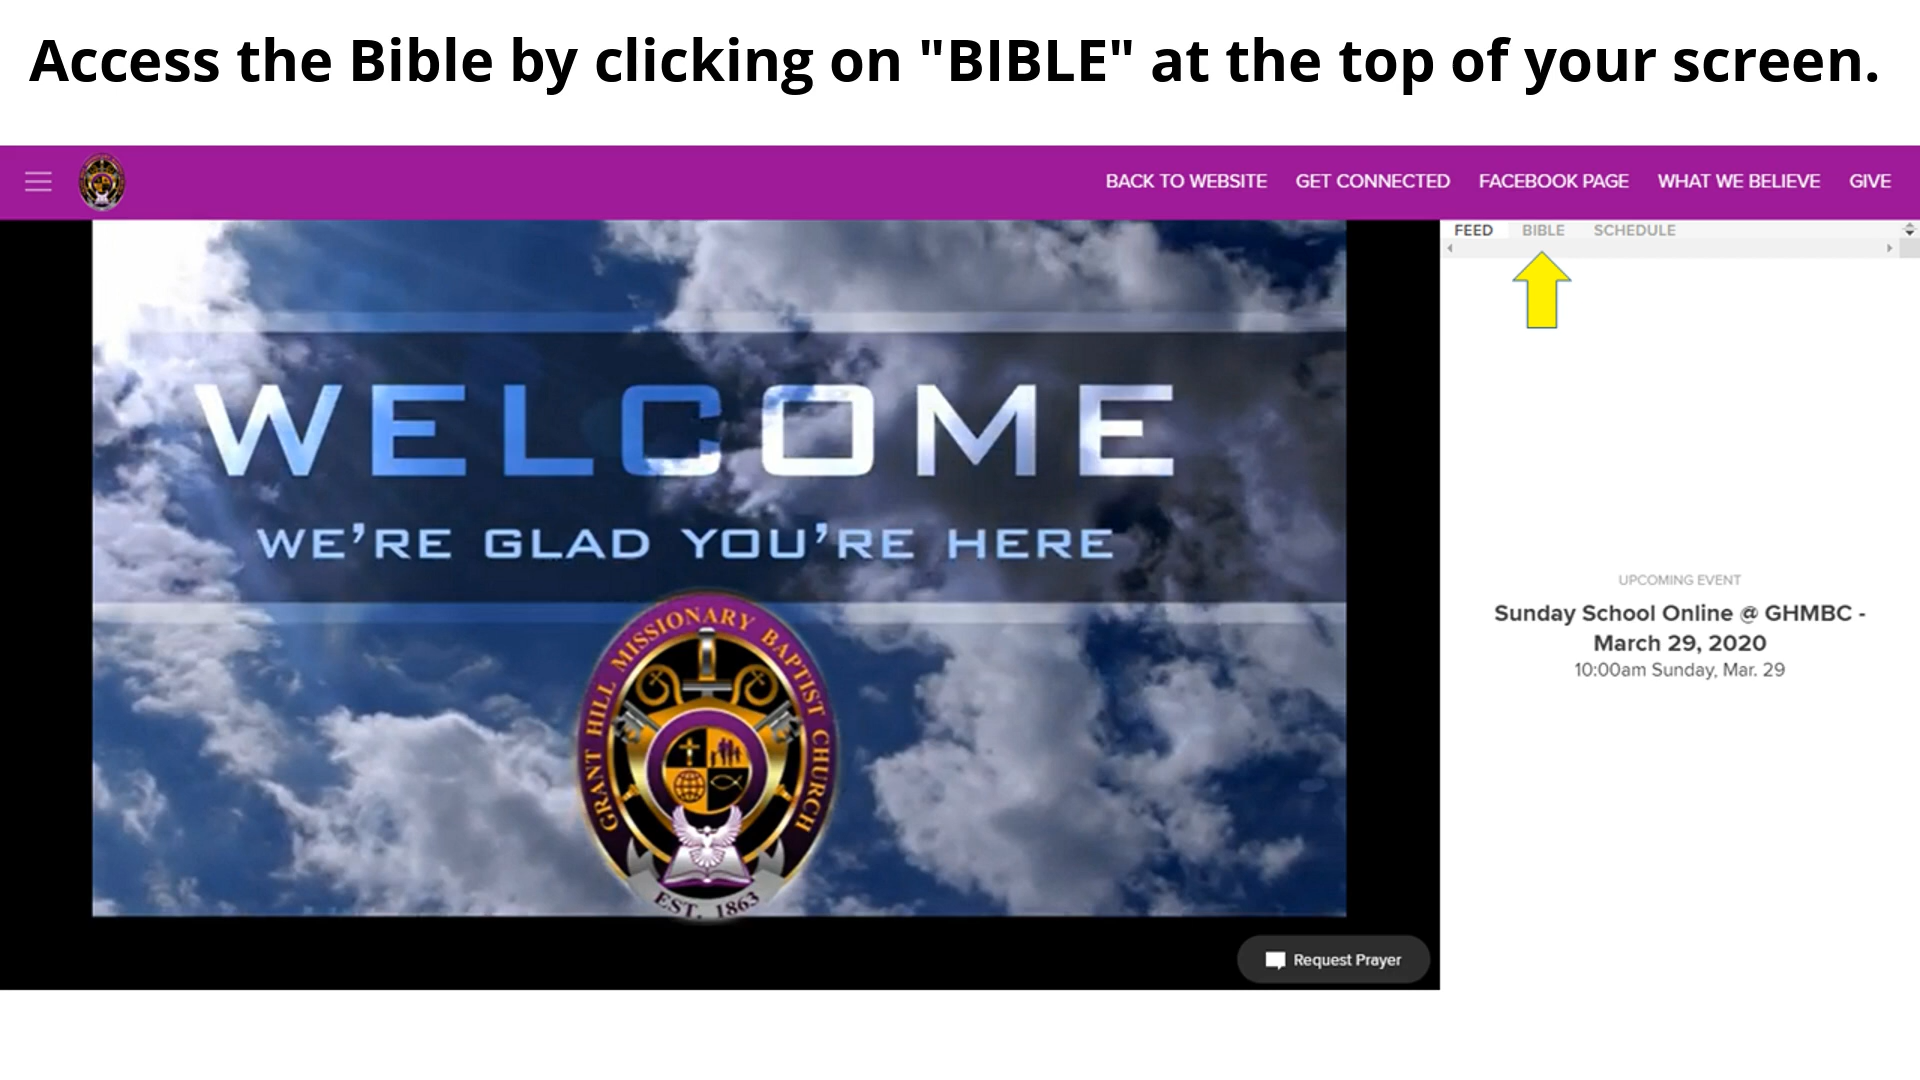 Access the Bible by clicking on "BIBLE" at the top of your screen.
BACK TO WEBSITE GET CONNECTED FACEBOOK PAGE WHAT WE BELIEVE GIVE
FEED BIBLE SCHEDULE
WELCOME
WE'RE GLAD YOU'RE HERE
GRANT HILL MISSIONARY BAPTIST CHURCH
EST. 1863
UPCOMING EVENT
Sunday School Online @ GHMBC -
March 29, 2020
10:00am Sunday, Mar. 29
Request Prayer